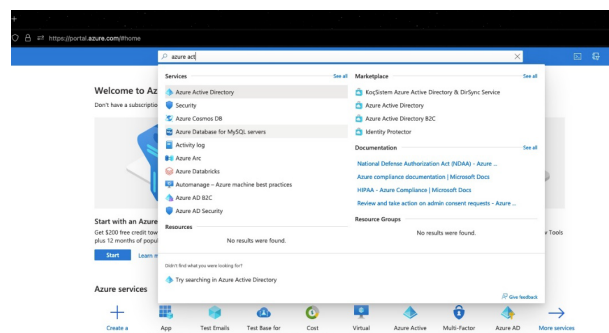 https://portal.azure.com/#home
azure act
Welcome to Az
Don't have a subscriptio
Start with an Azure
Get $200 free credit tow
plus 12 months of popul
Start
Learn m
Azure services
Services
See all
Azure Active Directory
Security
Azure Cosmos DB
Azure Database for MySQL servers
Activity log
Azure Arc
Azure Databricks
Automanage – Azure machine best practices
Azure AD B2C
Azure AD Security
Resources
No results were found.
Marketplace
See all
KoçSistem Azure Active Directory & DirSync Service
Azure Active Directory
Azure Active Directory B2C
Identity Protector
Documentation
See all
National Defense Authorization Act (NDAA) - Azure ...
Azure compliance documentation | Microsoft Docs
HIPAA - Azure Compliance | Microsoft Docs
Review and take action on admin consent requests - Azure ...
Resource Groups
No results were found.
Didn't find what you were looking for?
Try searching in Azure Active Directory
Give feedback
y Tools
Create a
App
Test Emails
Test Base for
Cost
Virtual
Azure Active
Multi-Factor
Azure AD
More services